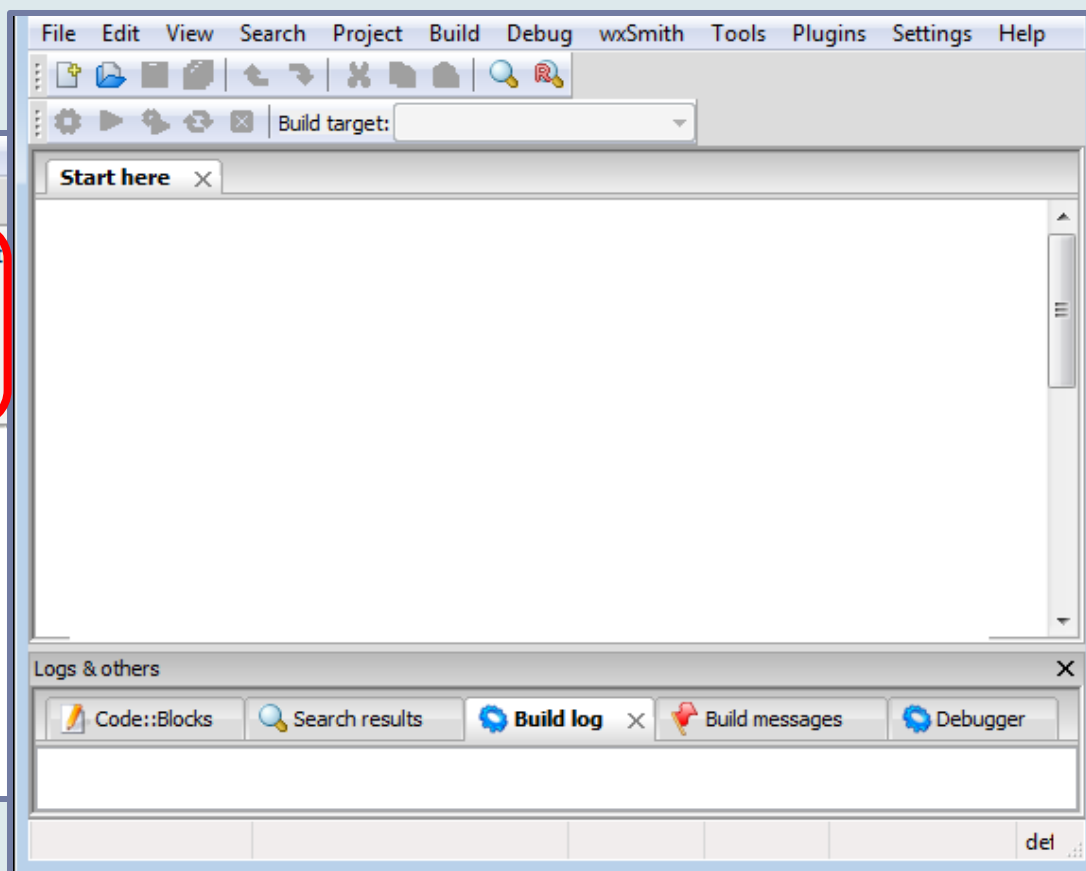 File Edit View Search Project Build Debug wxSmith Tools Plugins Settings Help
Build target:
Start here
Logs & others
Code::Blocks Search results Build log Build messages Debugger